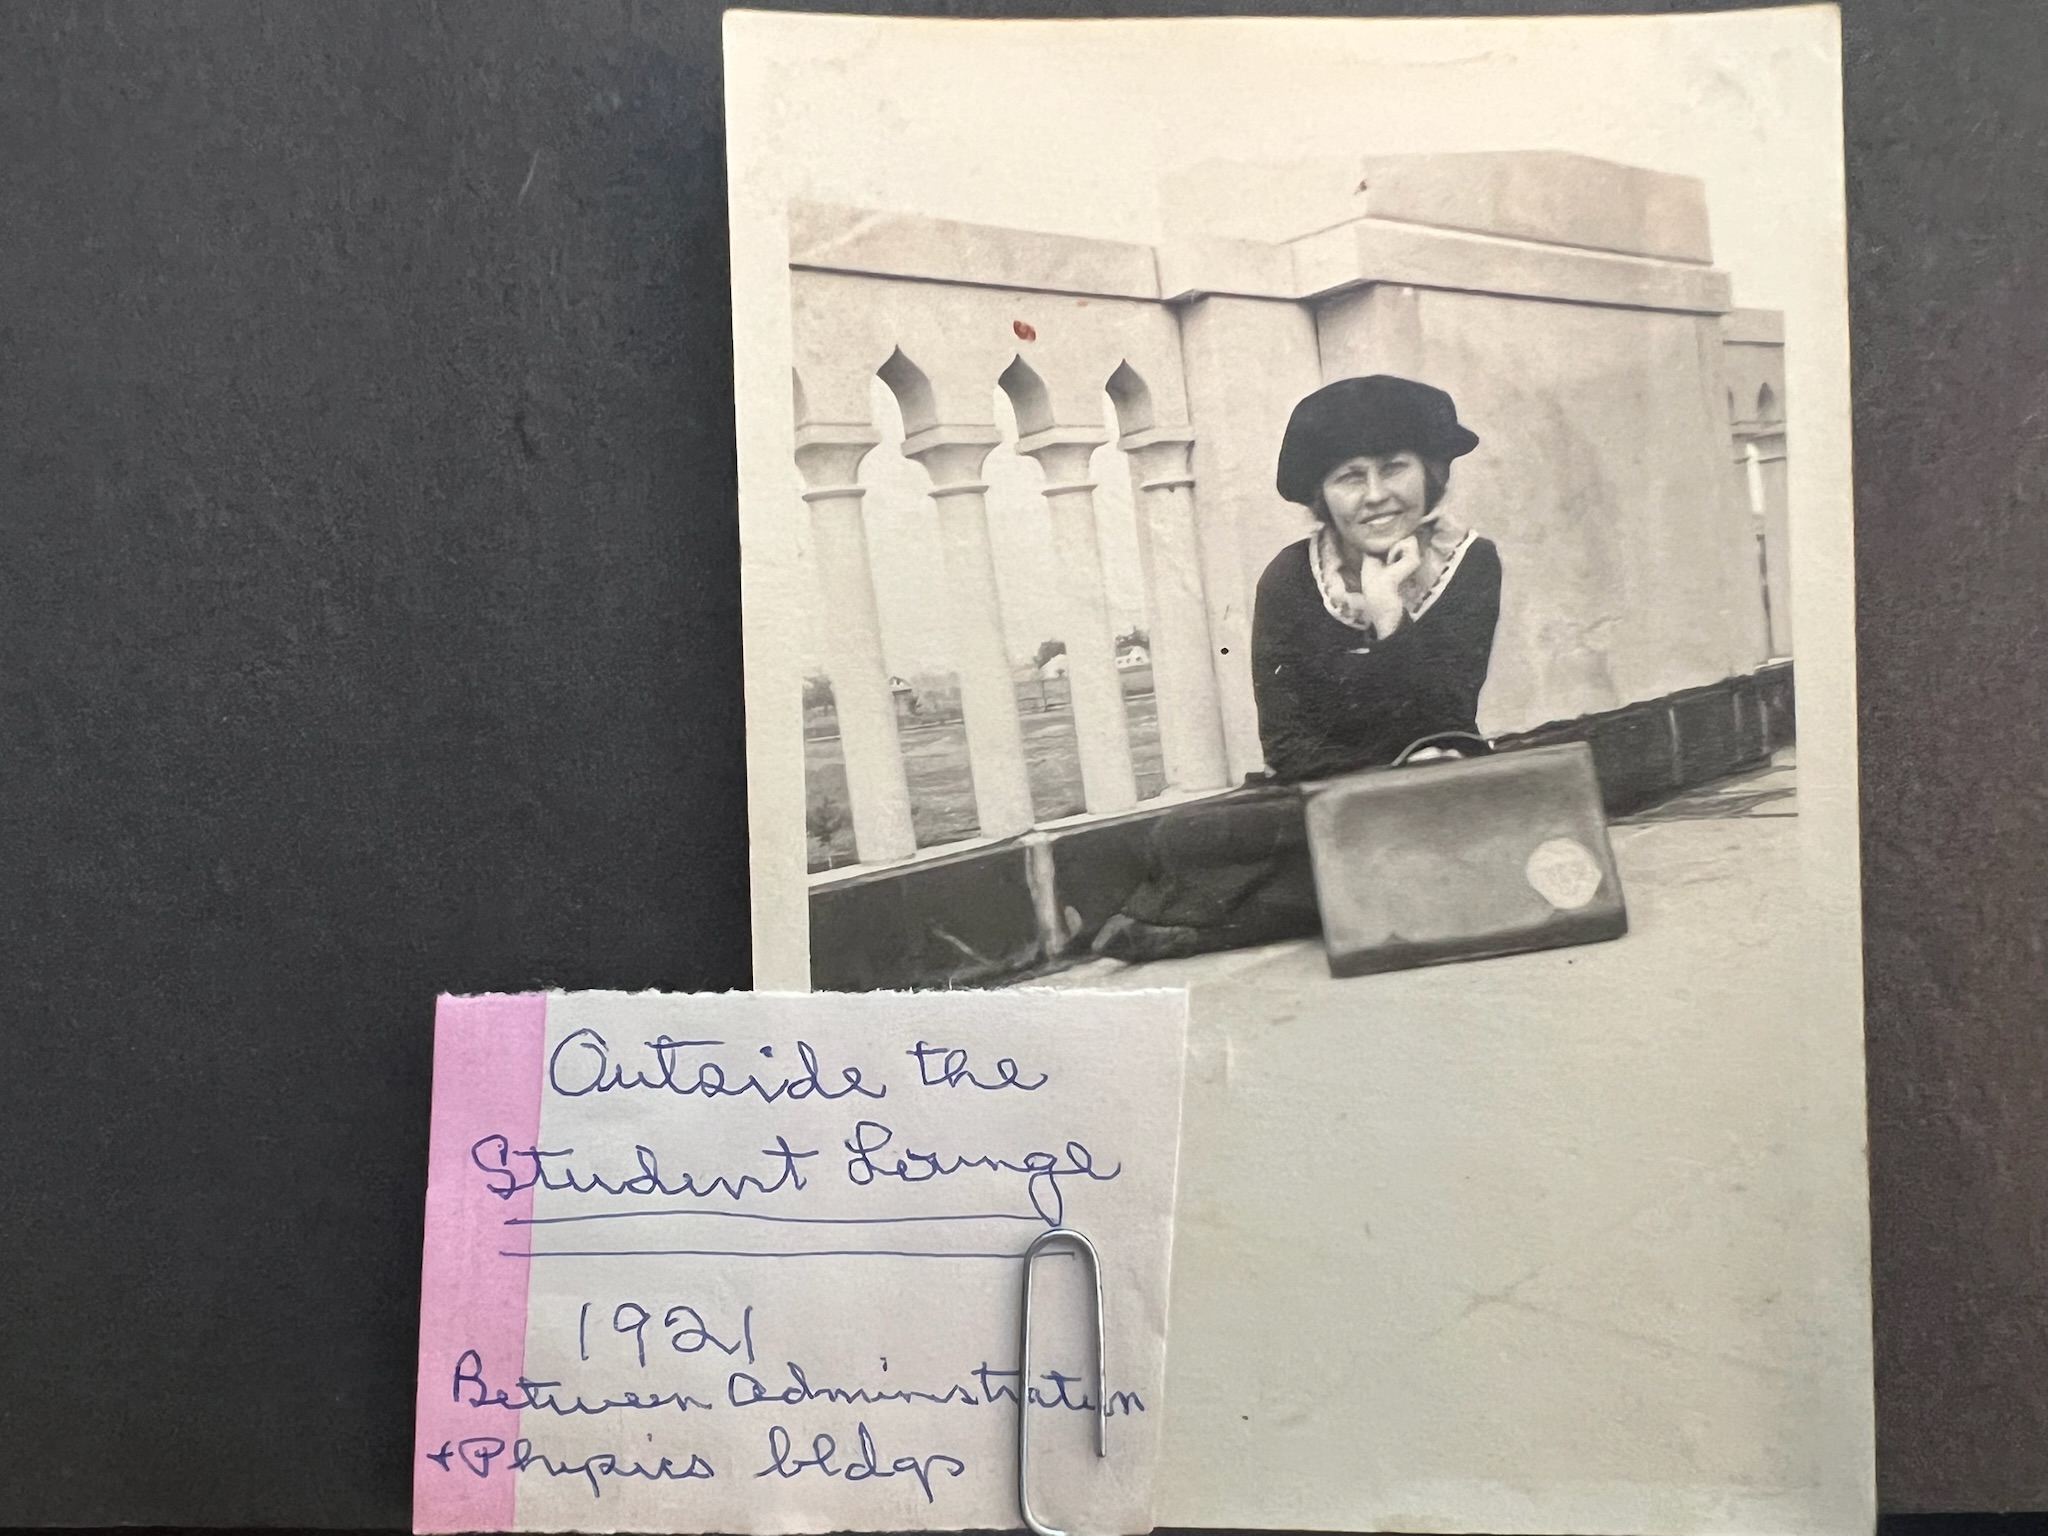 Outside the
Student Lounge
1921
Between Administration
+ Physics bldgs